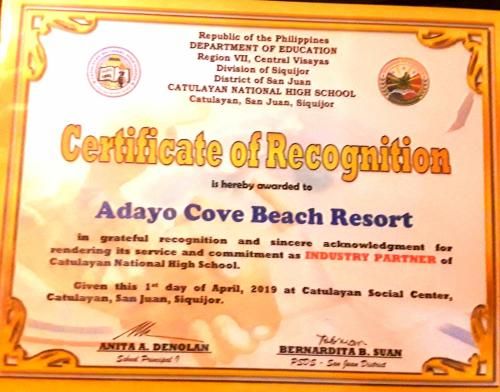 Republic of the Philippines
DEPARTMENT OF EDUCATION
Region VII, Central Visayas
Division of Siquijor
District of San Juan
CATULAYAN NATIONAL HIGH SCHOOL
Catulayan, San Juan, Siquijor
Certificate of Recognition
is hereby awarded to
Adayo Cove Beach Resort
in grateful recognition and sincere acknowledgment for
rendering its service and commitment as INDUSTRY PARTNER of
Catulayan National High School.
Given this 1st day of April, 2019 at Catulayan Social Center,
Catulayan, San Juan, Siquijor.
ANITA A. DENOLAN
School Principal I
BERNARDITA B. SUAN
PSDS - San Juan District